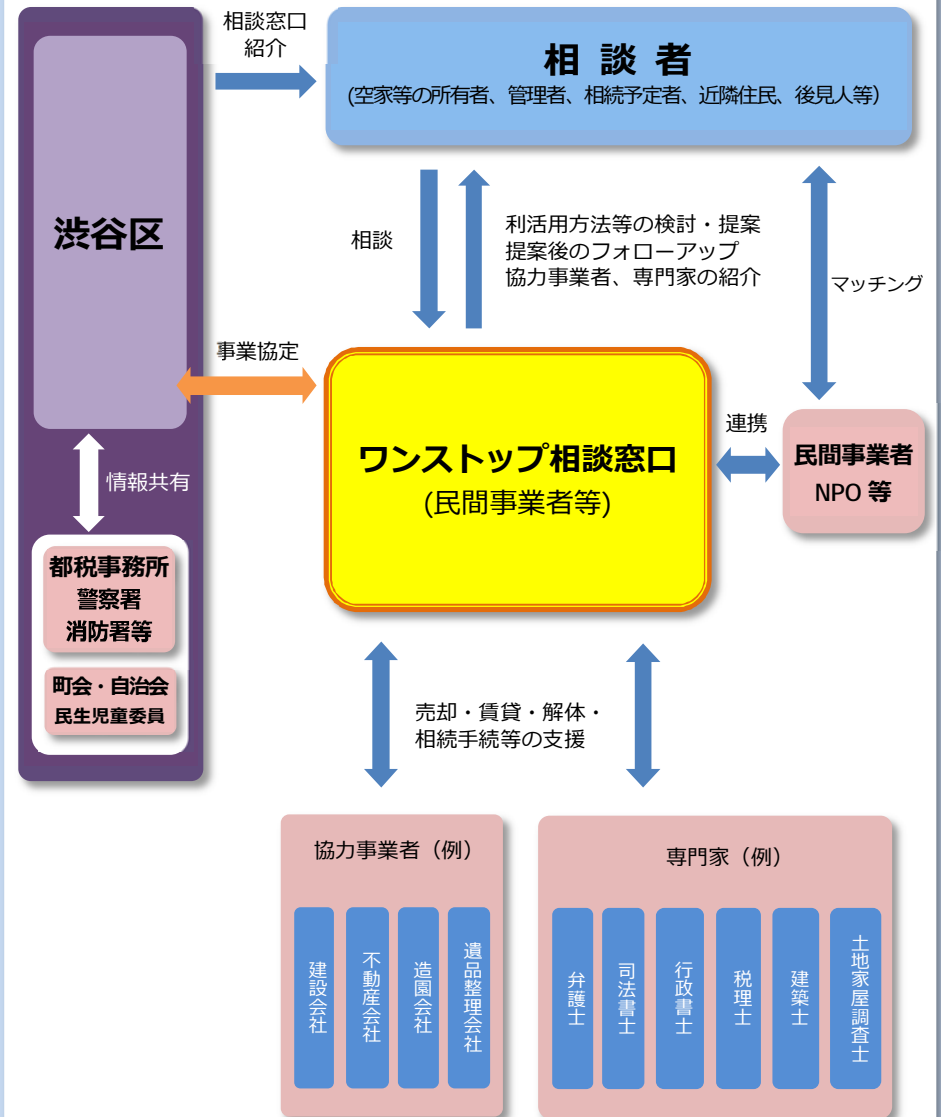 相談窓口
紹介
相談者
(空家等の所有者、管理者、相続予定者、近隣住民、後見人等)
渋谷区
相談
利活用方法等の検討・提案
提案後のフォローアップ
協力事業者、専門家の紹介
マッチング
事業協定
ワンストップ相談窓口
(民間事業者等)
連携
民間事業者
NPO 等
情報共有
都税事務所
警察署
消防署等
町会・自治会
民生児童委員
売却・賃貸・解体・
相続手続等の支援
協力事業者（例）
建設会社
不動産会社
造園会社
遺品整理会社
専門家（例）
弁護士
司法書士
行政書士
税理士
建築士
土地家屋調査士